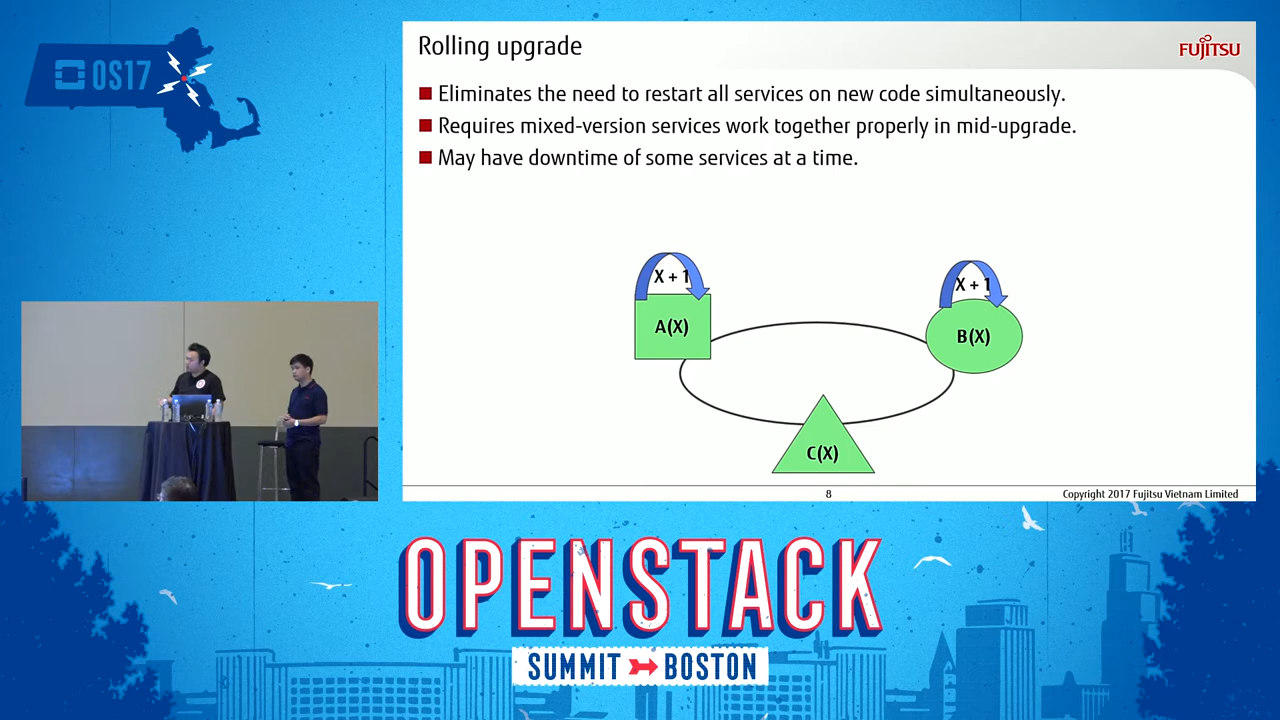 OS17
Rolling upgrade
FUJITSU
Eliminates the need to restart all services on new code simultaneously.
Requires mixed-version services work together properly in mid-upgrade.
May have downtime of some services at a time.
X + 1
X + 1
A(X)
B(X)
C(X)
8
Copyright 2017 Fujitsu Vietnam Limited
OPENSTACK
SUMMIT BOSTON